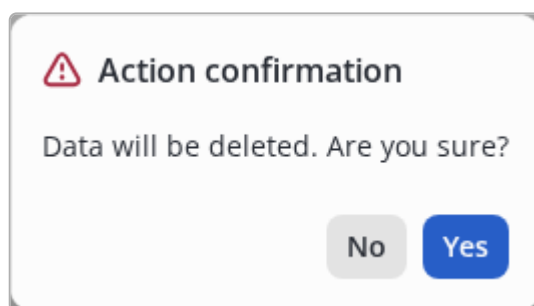 Action confirmation
Data will be deleted. Are you sure?
No
Yes